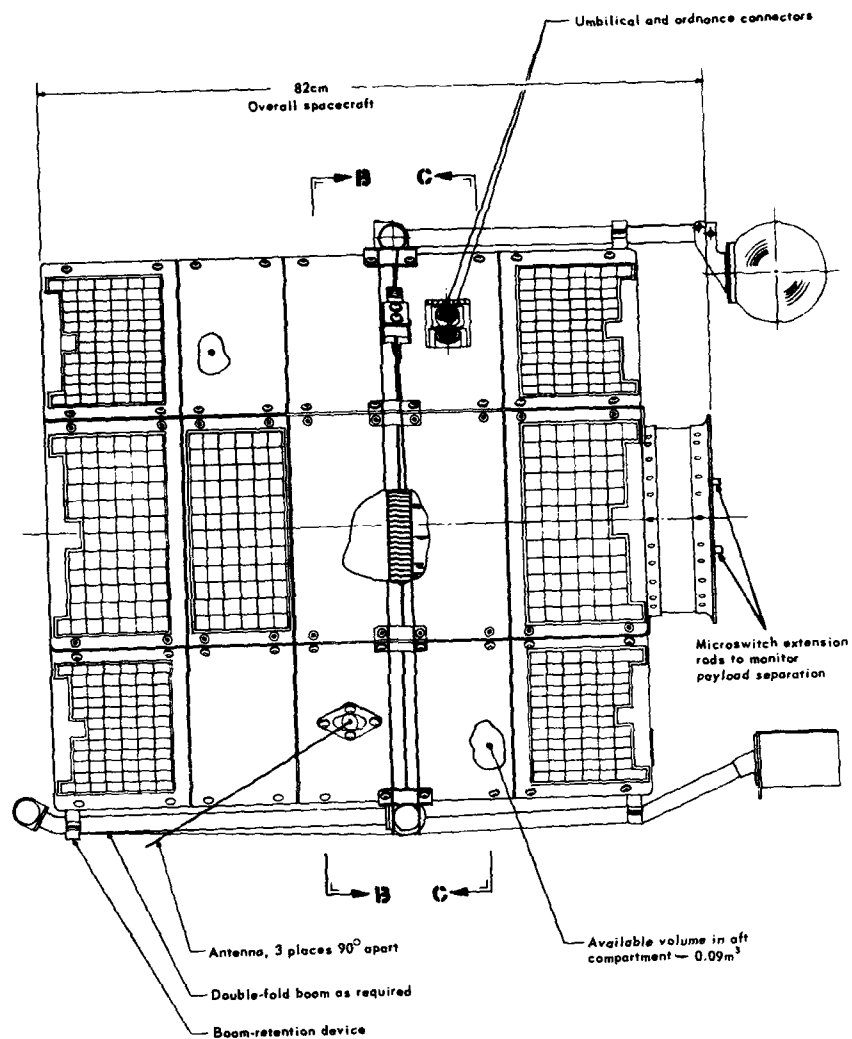 Umbilical and ordnance connectors
82cm
Overall spacecraft
B C
Microswitch extension
rods to monitor
payload separation
B C
Antenna, 3 places 90° apart
Available volume in aft
compartment — 0.09m³
Double-fold boom as required
Boom-retention device